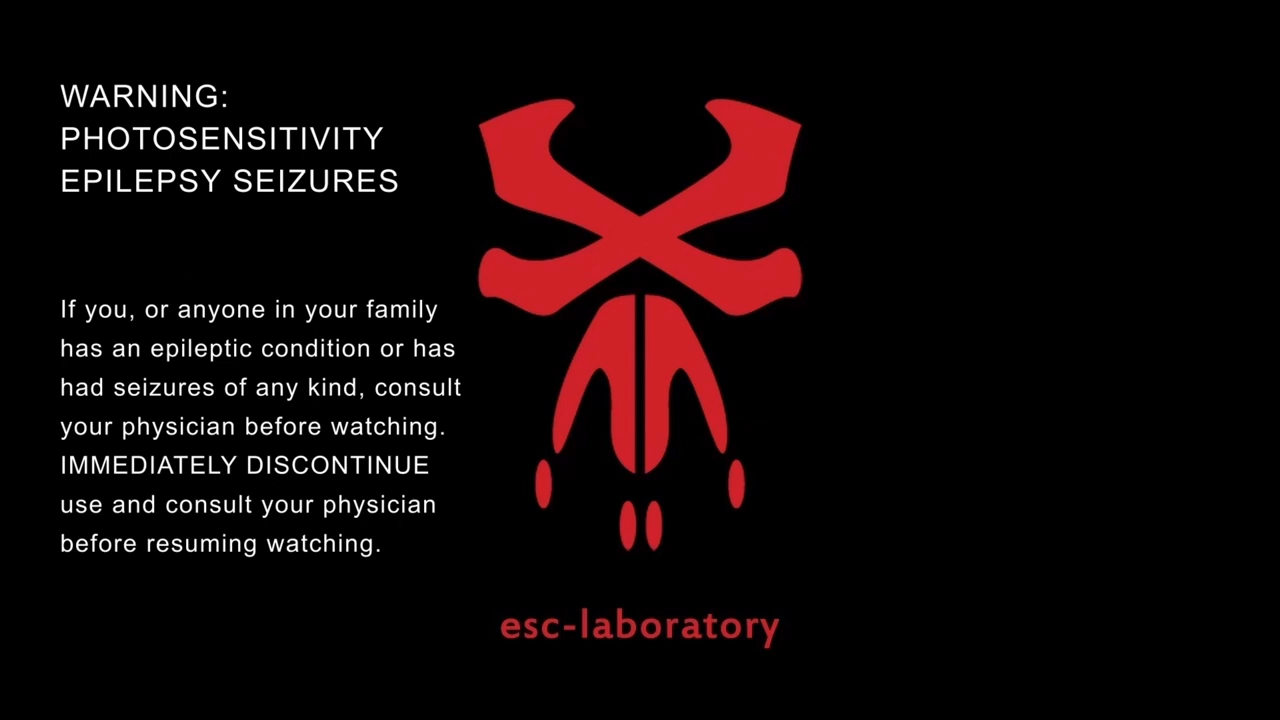 WARNING:
PHOTOSENSITIVITY
EPILEPSY SEIZURES
If you, or anyone in your family
has an epileptic condition or has
had seizures of any kind, consult
your physician before watching.
IMMEDIATELY DISCONTINUE
use and consult your physician
before resuming watching.
esc-laboratory